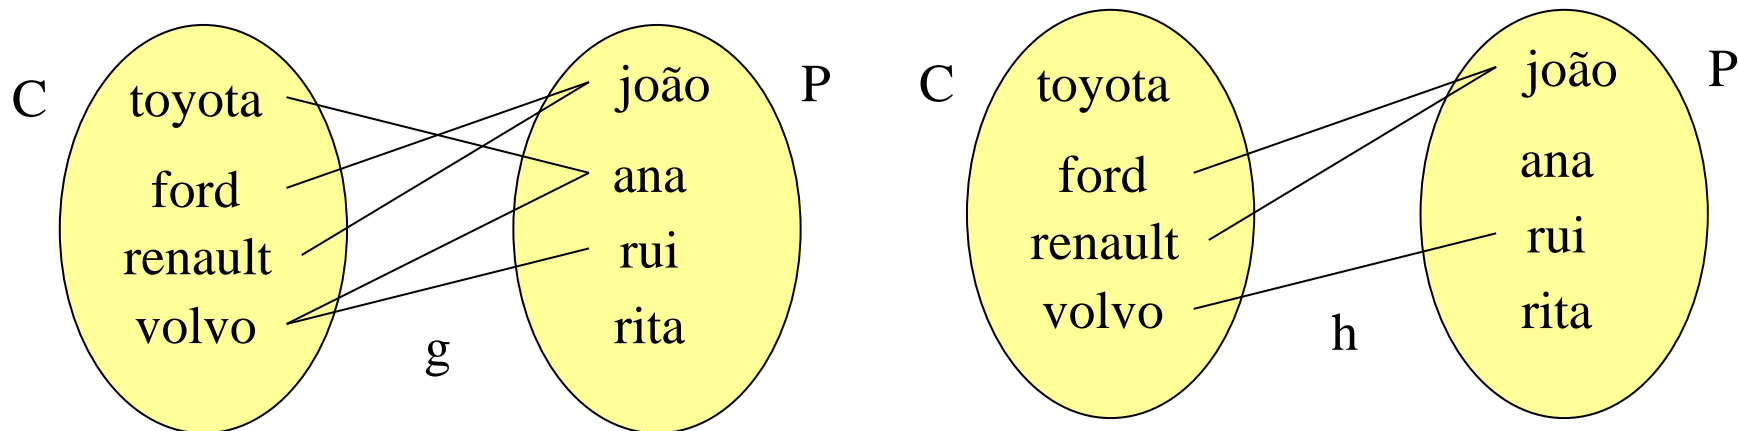 C
toyota
ford
renault
volvo
g
joão
ana
rui
rita
P
C
toyota
ford
renault
volvo
h
joão
ana
rui
rita
P